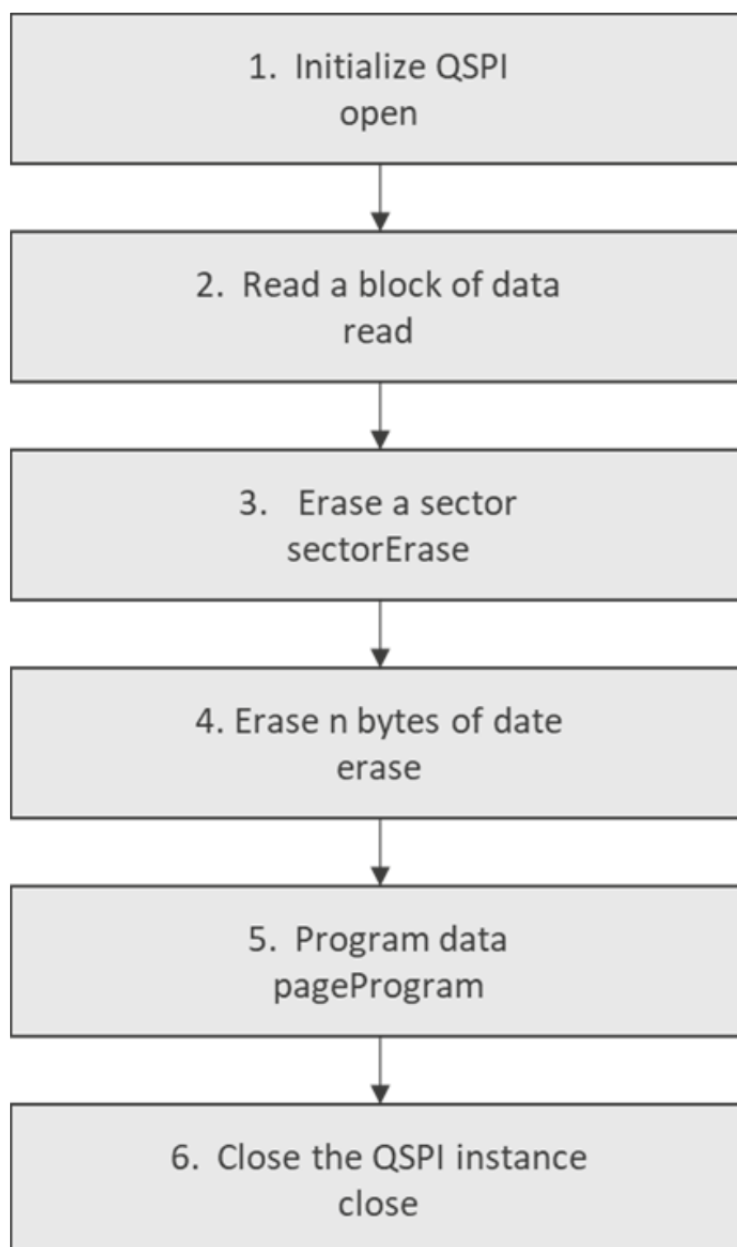 1. Initialize QSPI
open
2. Read a block of data
read
3. Erase a sector
sectorErase
4. Erase n bytes of date
erase
5. Program data
pageProgram
6. Close the QSPI instance
close